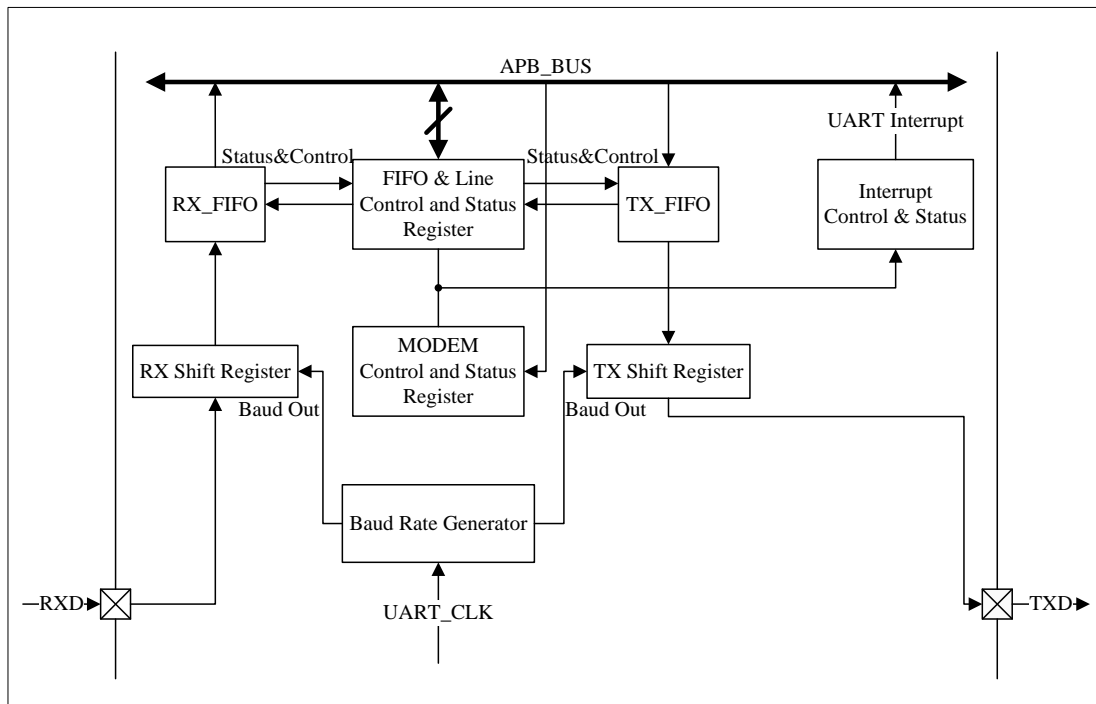 APB_BUS
UART Interrupt
Status&Control
Status&Control
RX_FIFO
FIFO & Line
Control and Status
Register
TX_FIFO
Interrupt
Control & Status
RX Shift Register
MODEM
Control and Status
Register
TX Shift Register
Baud Out
Baud Out
Baud Rate Generator
RXD
UART_CLK
TXD